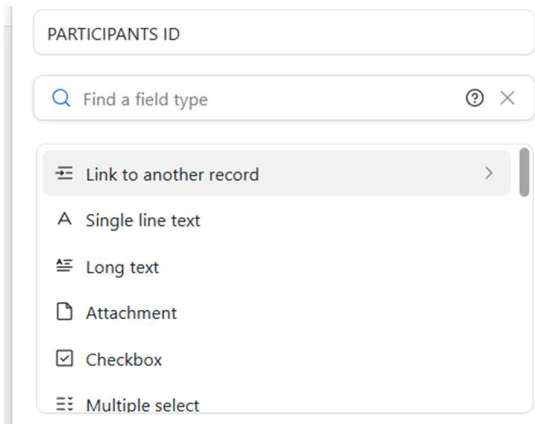 PARTICIPANTS ID
Find a field type
Link to another record
Single line text
Long text
Attachment
Checkbox
Multiple select